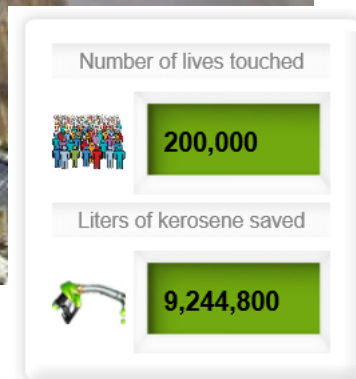 Number of lives touched
200,000
Liters of kerosene saved
9,244,800